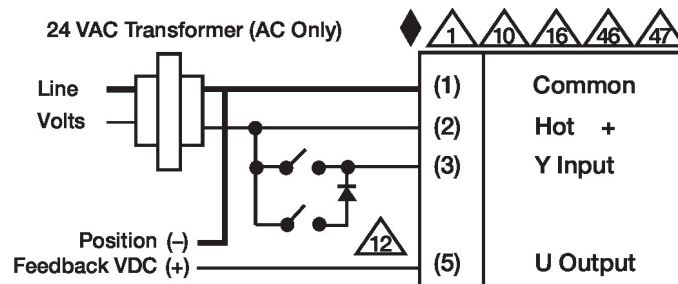 24 VAC Transformer (AC Only)
1 10 16 46 47
Line
Volts
(1) Common
(2) Hot +
(3) Y Input
12
Position (–)
Feedback VDC (+)
(5) U Output